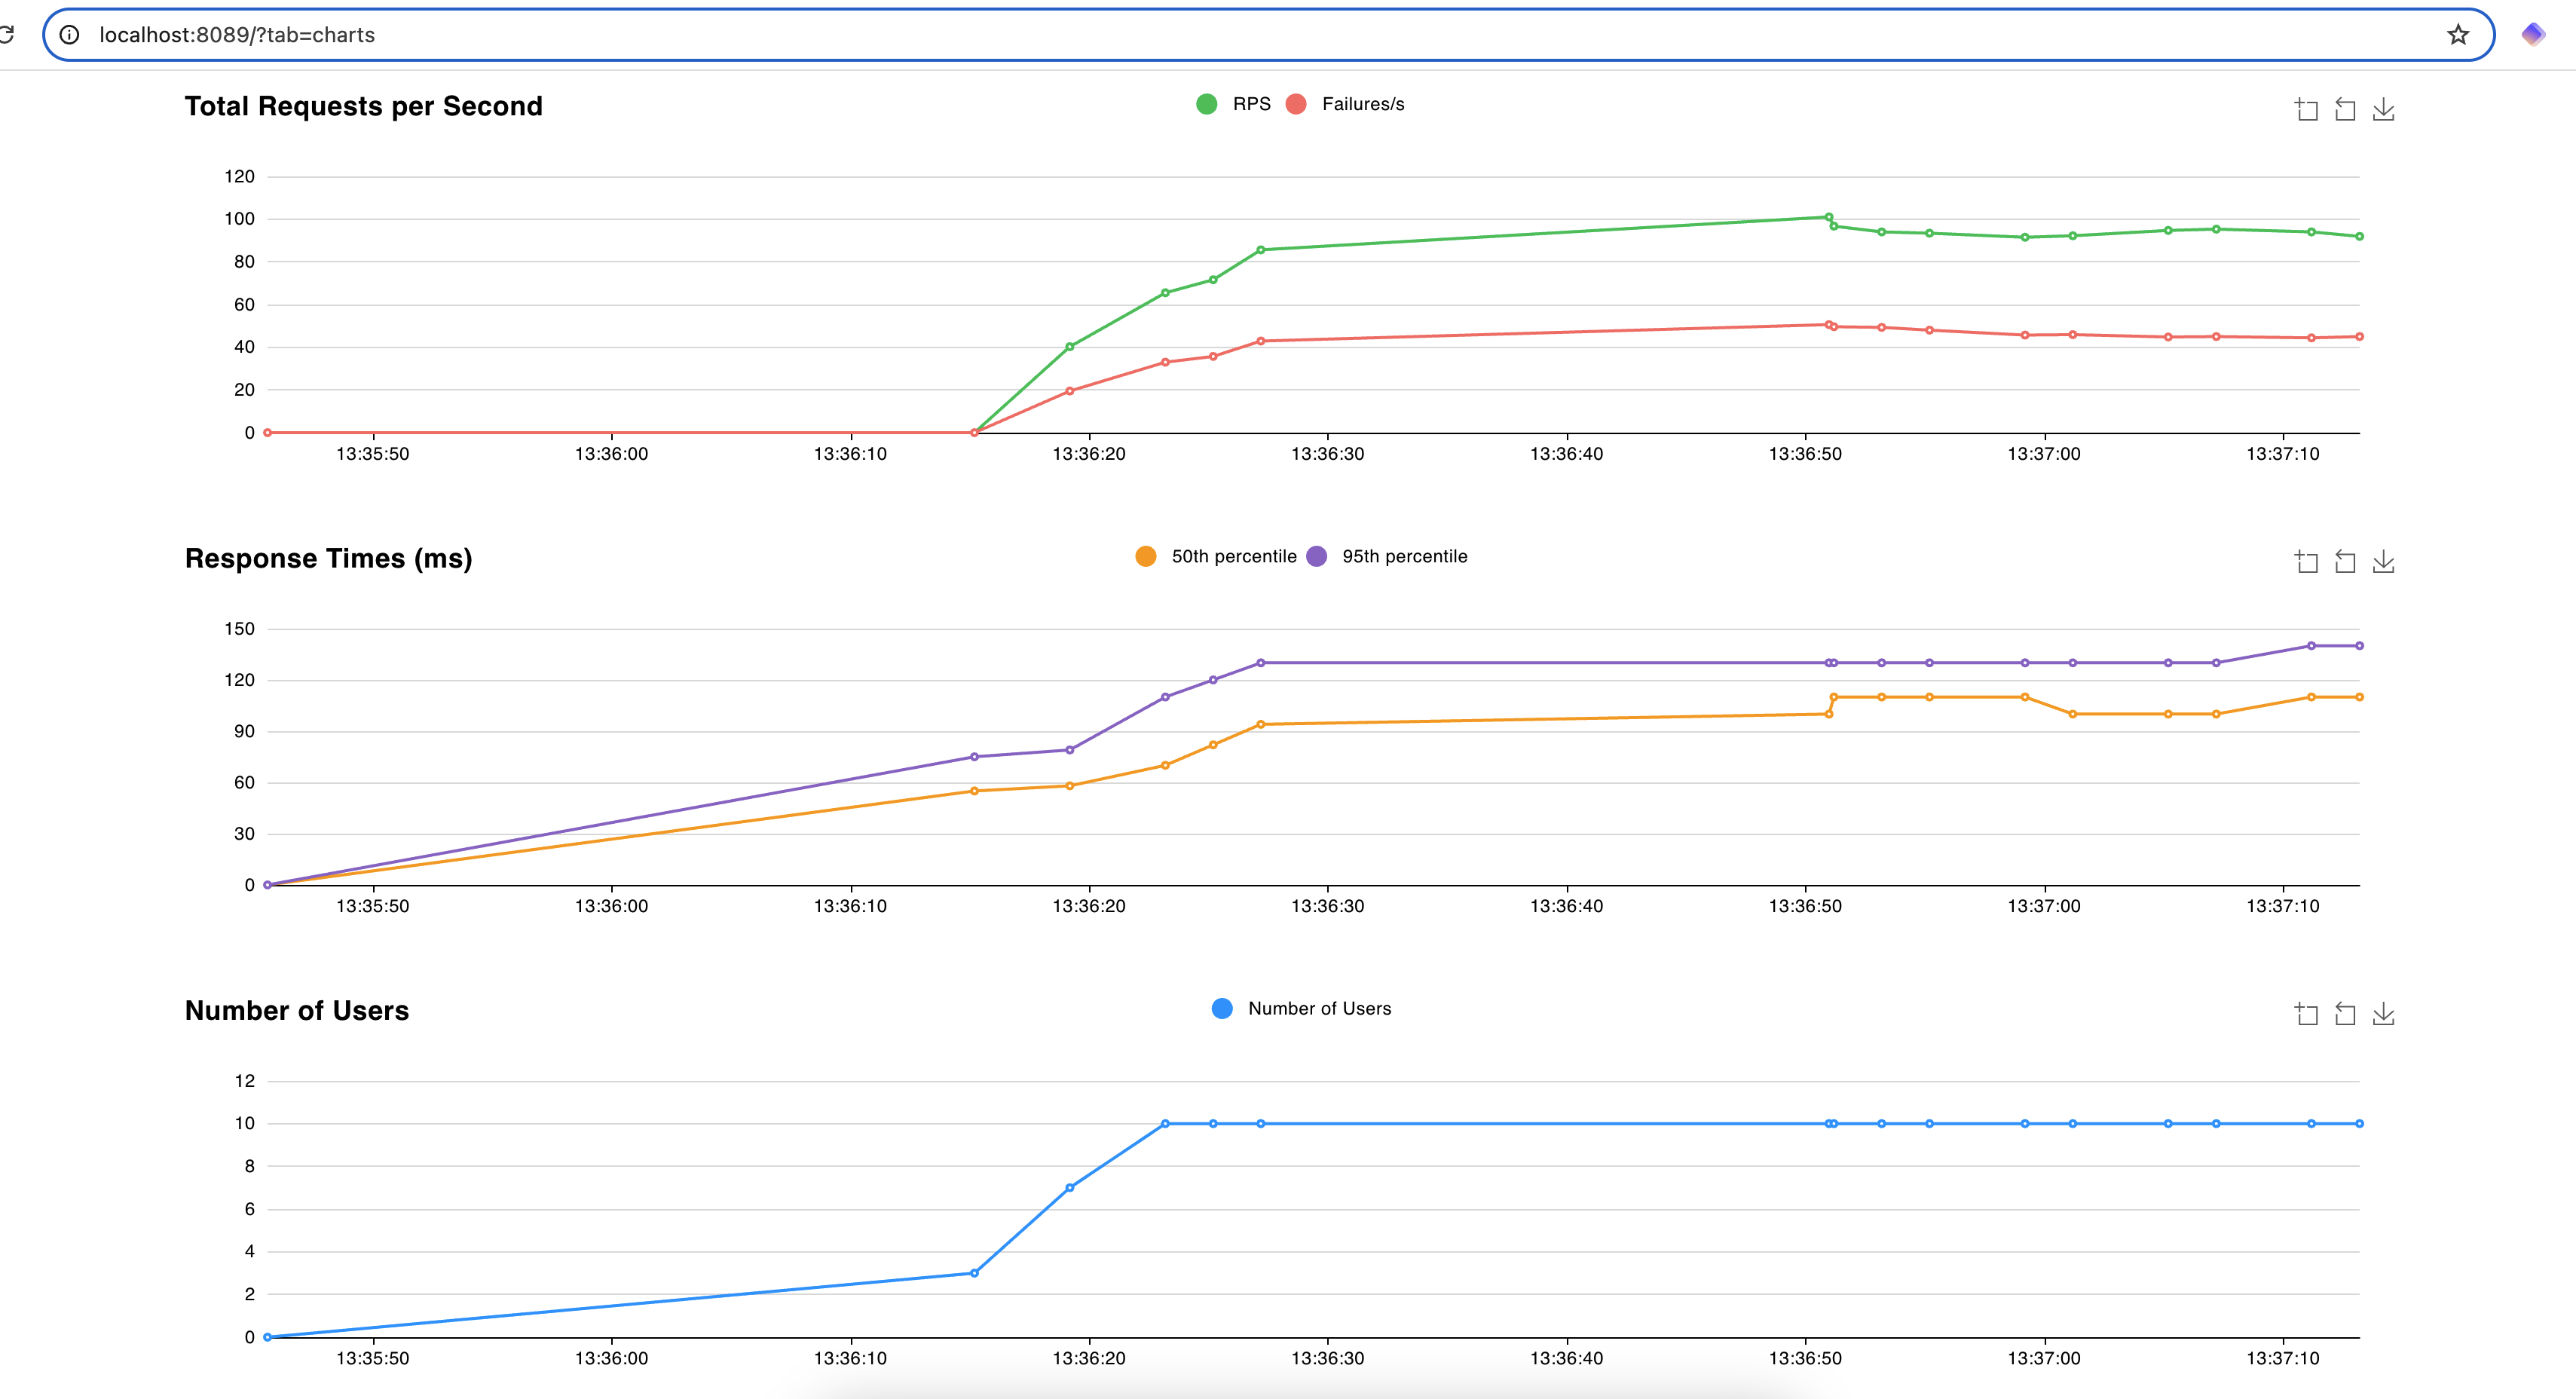 localhost:8089/?tab=charts
Total Requests per Second
RPS Failures/s
120
100
80
60
40
20
0
13:35:50 13:36:00 13:36:10 13:36:20 13:36:30 13:36:40 13:36:50 13:37:00 13:37:10
Response Times (ms)
50th percentile 95th percentile
150
120
90
60
30
0
13:35:50 13:36:00 13:36:10 13:36:20 13:36:30 13:36:40 13:36:50 13:37:00 13:37:10
Number of Users
Number of Users
12
10
8
6
4
2
0
13:35:50 13:36:00 13:36:10 13:36:20 13:36:30 13:36:40 13:36:50 13:37:00 13:37:10